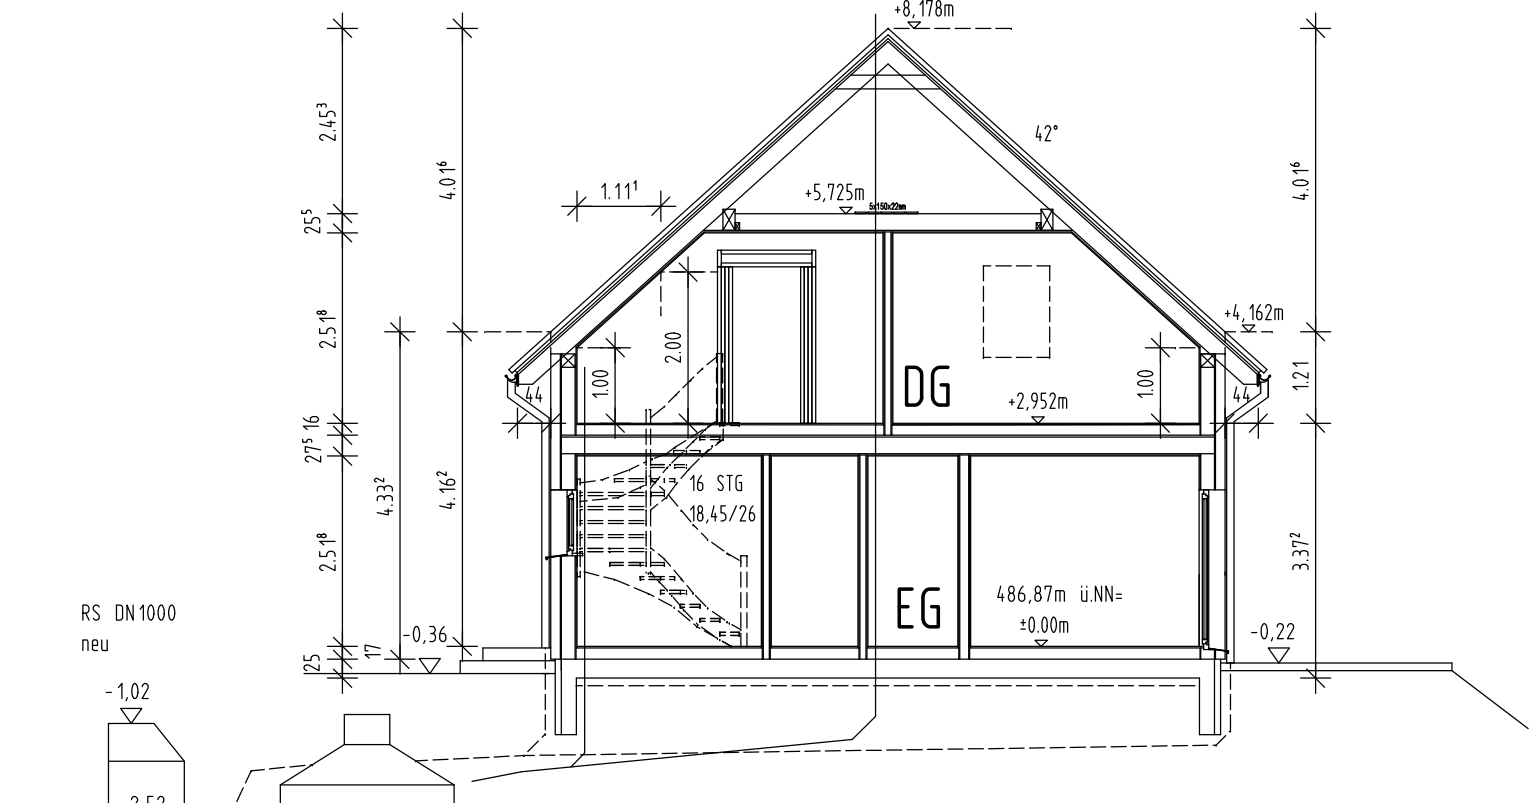 +8,178m
2.45³
4.01⁶
42°
4.01⁶
1.11¹
+5,725m
5x150x22mm
25⁵
+4,162m
2.51⁸
2.00
1.00
DG
+2,952m
1.00
1.21
44
44
16
27⁵
4.33²
4.16²
16 STG
18,45/26
2.51⁸
3.37²
486,87m ü.NN=
±0.00m
EG
RS DN1000
neu
-0,36
-0,22
17
25
-1,02